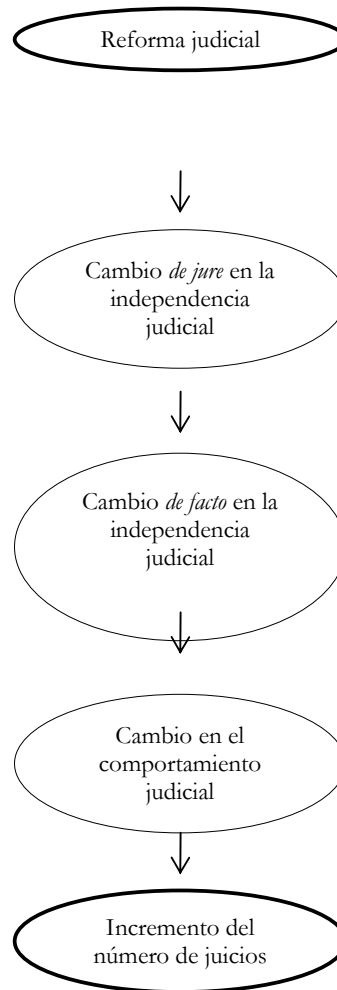 Reforma judicial
Cambio de jure en la
independencia
judicial
Cambio de facto en la
independencia
judicial
Cambio en el
comportamiento
judicial
Incremento del
número de juicios